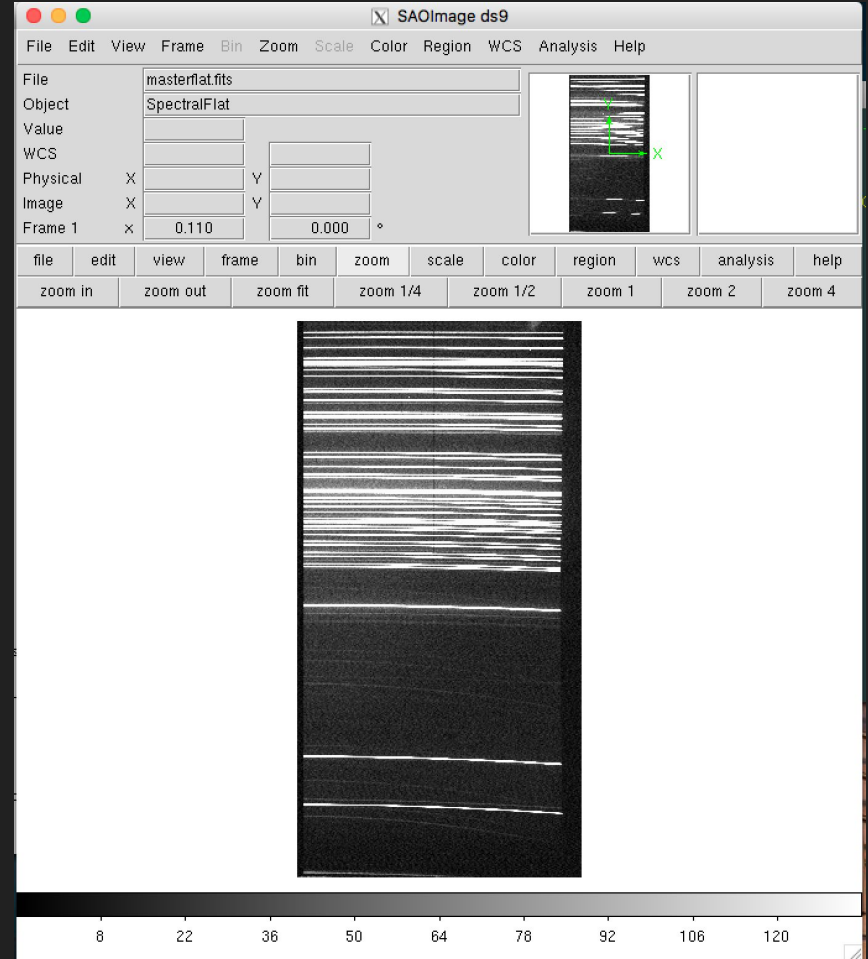 SAOImage ds9
File Edit View Frame Bin Zoom Scale Color Region WCS Analysis Help
File masterflat.fits
Object SpectralFlat
Value
WCS
Physical X Y
Image X Y
Frame 1 x 0.110 0.000 °
Y
X
file edit view frame bin zoom scale color region wcs analysis help
zoom in zoom out zoom fit zoom 1/4 zoom 1/2 zoom 1 zoom 2 zoom 4
8 22 36 50 64 78 92 106 120